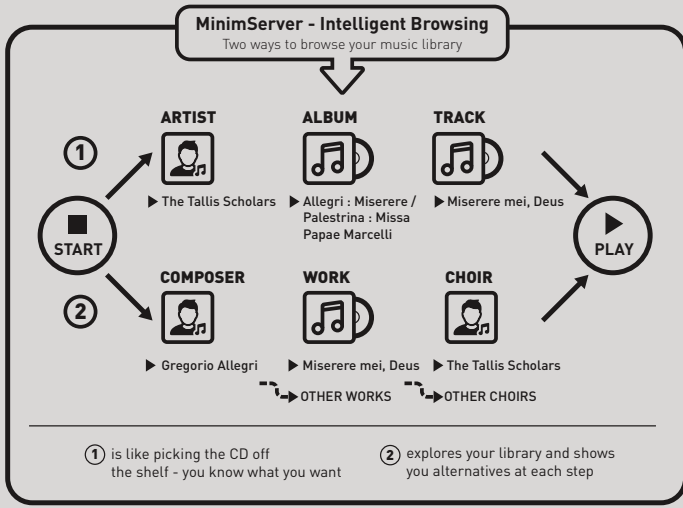 MinimServer - Intelligent Browsing
Two ways to browse your music library
ARTIST
ALBUM
TRACK
1
▶ The Tallis Scholars
▶ Allegri : Miserere /
Palestrina : Missa
Papae Marcelli
▶ Miserere mei, Deus
START
PLAY
COMPOSER
WORK
CHOIR
2
▶ Gregorio Allegri
▶ Miserere mei, Deus
▶ The Tallis Scholars
OTHER WORKS
OTHER CHOIRS
1 is like picking the CD off
the shelf - you know what you want
2 explores your library and shows
you alternatives at each step